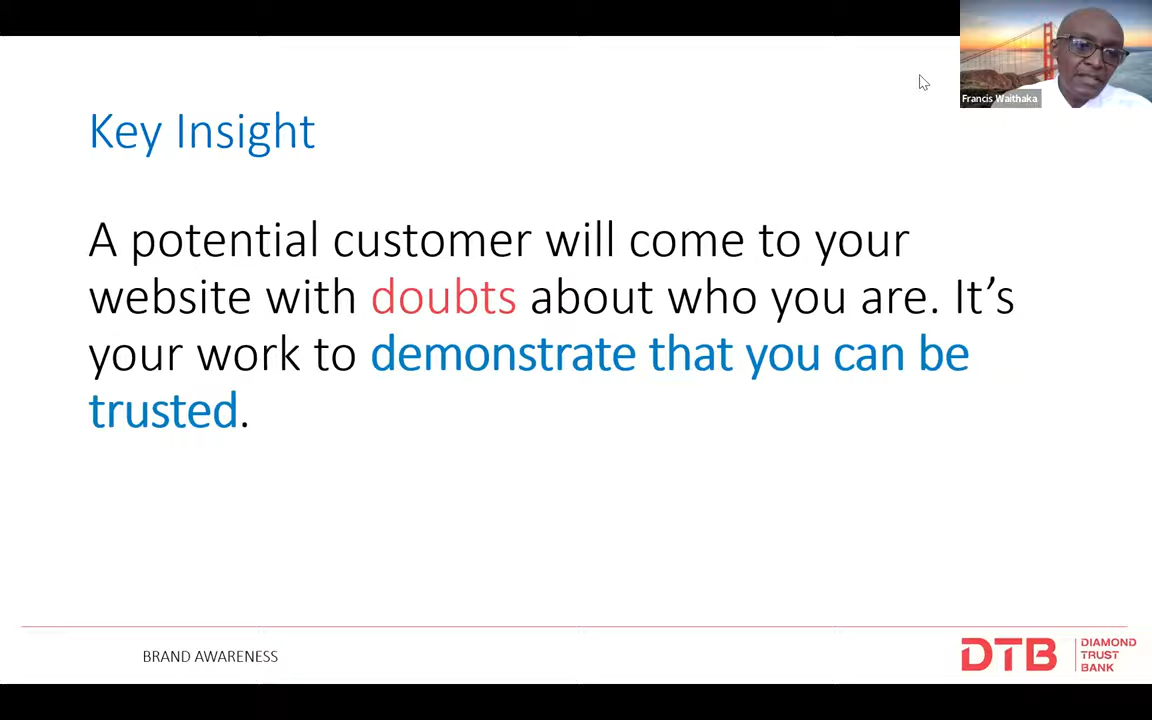 Francis Waithaka
Key Insight
A potential customer will come to your
website with doubts about who you are. It’s
your work to demonstrate that you can be
trusted.
BRAND AWARENESS
DTB
DIAMOND
TRUST
BANK